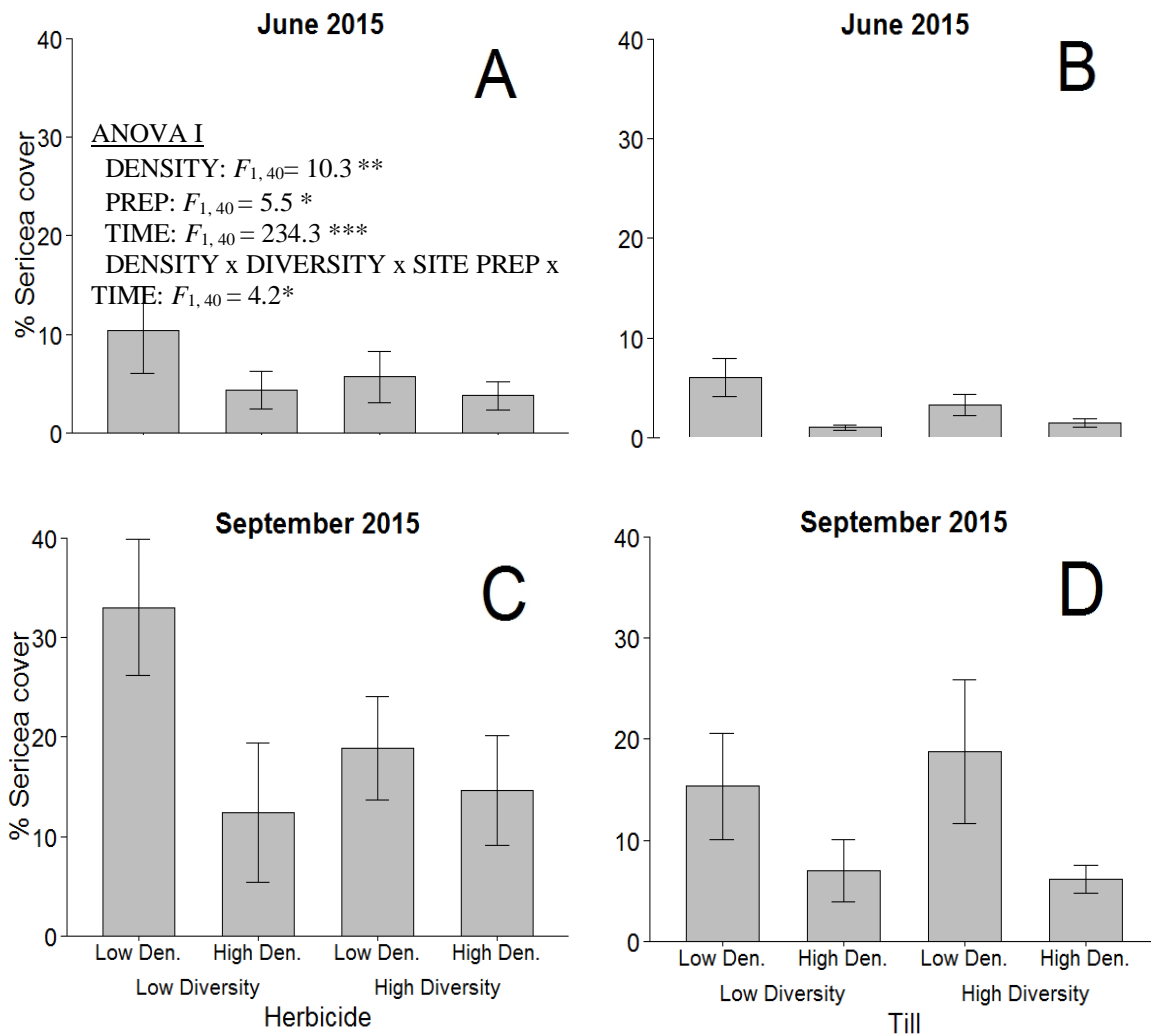 June 2015
A
40
30
20
10
0
% Sericea cover
ANOVA I
DENSITY: F1, 40= 10.3 **
PREP: F1, 40 = 5.5 *
TIME: F1, 40 = 234.3 ***
DENSITY x DIVERSITY x SITE PREP x
TIME: F1, 40 = 4.2*
June 2015
B
40
30
20
10
0
September 2015
C
40
30
20
10
0
% Sericea cover
Low Den. High Den. Low Den. High Den.
Low Diversity High Diversity
Herbicide
September 2015
D
40
30
20
10
0
Low Den. High Den. Low Den. High Den.
Low Diversity High Diversity
Till